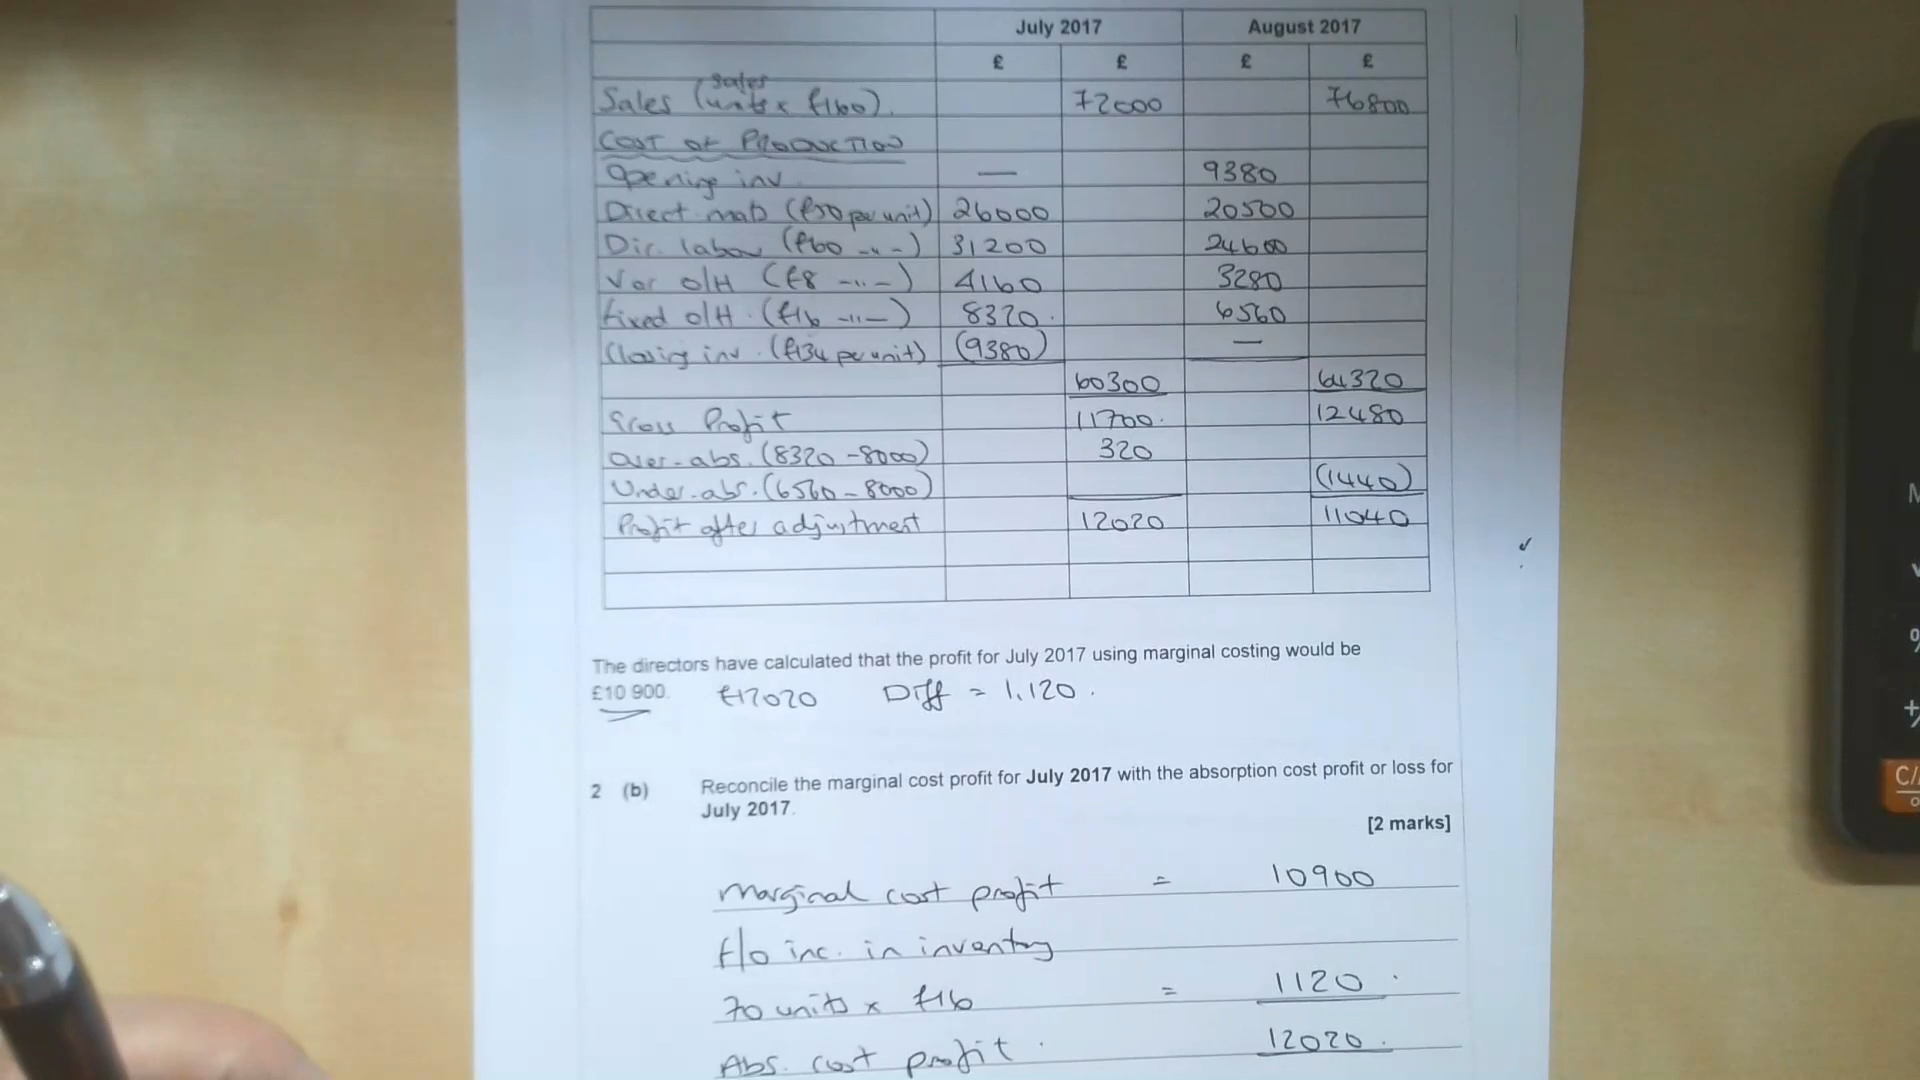 July 2017 August 2017
£ £ £ £
sales
Sales (units x £160). 72000 76800
COST OF PRODUCTION
Opening inv. — 9380
Direct mats (£50 per unit) 26000 20500
Dir. labour (£60 -"-) 31200 24600
Var O/H (£8 -"-) 4160 3280
Fixed O/H. (£16 -"-) 8320. 6560
Closing inv. (£134 per unit) (9380) —
60300 64320
Gross Profit 11700. 12480
Over-abs. (8320-8000) 320
Under-abs. (6560-8000) (1440)
Profit after adjustment 12020 11040
The directors have calculated that the profit for July 2017 using marginal costing would be
£10 900. £12020 Diff = 1,120.
2 (b) Reconcile the marginal cost profit for July 2017 with the absorption cost profit or loss for
July 2017.
[2 marks]
Marginal cost profit = 10900
f/o inc. in inventory
70 units x £16 = 1120.
Abs. cost profit. 12020.
C/